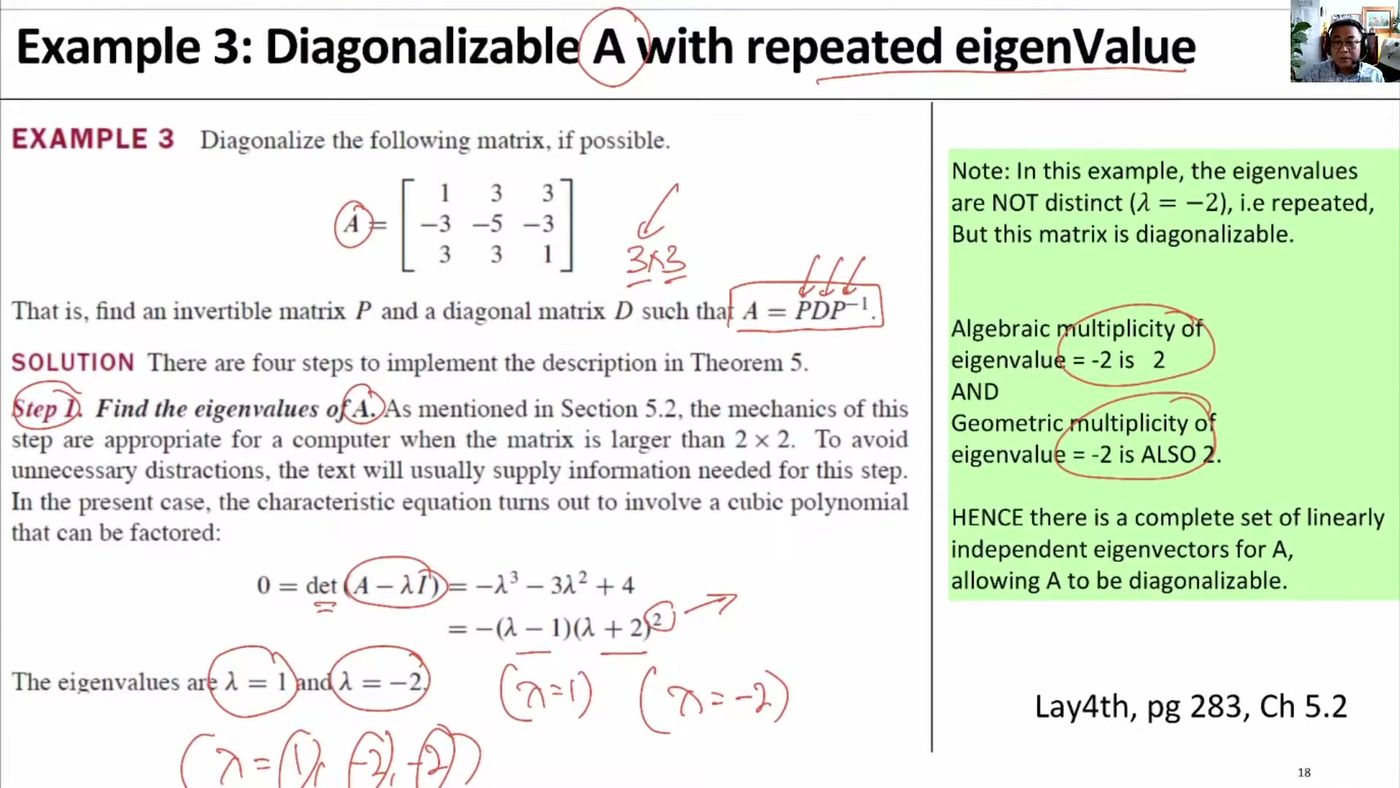 Example 3: Diagonalizable A with repeated eigenValue
EXAMPLE 3 Diagonalize the following matrix, if possible.
A = [ 1 3 3
−3 −5 −3
3 3 1 ]
3×3
That is, find an invertible matrix P and a diagonal matrix D such that A = PDP⁻¹.
SOLUTION There are four steps to implement the description in Theorem 5.
Step 1. Find the eigenvalues of A. As mentioned in Section 5.2, the mechanics of this
step are appropriate for a computer when the matrix is larger than 2 × 2. To avoid
unnecessary distractions, the text will usually supply information needed for this step.
In the present case, the characteristic equation turns out to involve a cubic polynomial
that can be factored:
0 = det (A − λI) = −λ³ − 3λ² + 4
= −(λ − 1)(λ + 2)²
The eigenvalues are λ = 1 and λ = −2.
(λ=1) (λ=-2)
(λ=(1), (-2), -2))
Note: In this example, the eigenvalues
are NOT distinct (λ = −2), i.e repeated,
But this matrix is diagonalizable.
Algebraic multiplicity of
eigenvalue = -2 is 2
AND
Geometric multiplicity of
eigenvalue = -2 is ALSO 2.
HENCE there is a complete set of linearly
independent eigenvectors for A,
allowing A to be diagonalizable.
Lay4th, pg 283, Ch 5.2
18